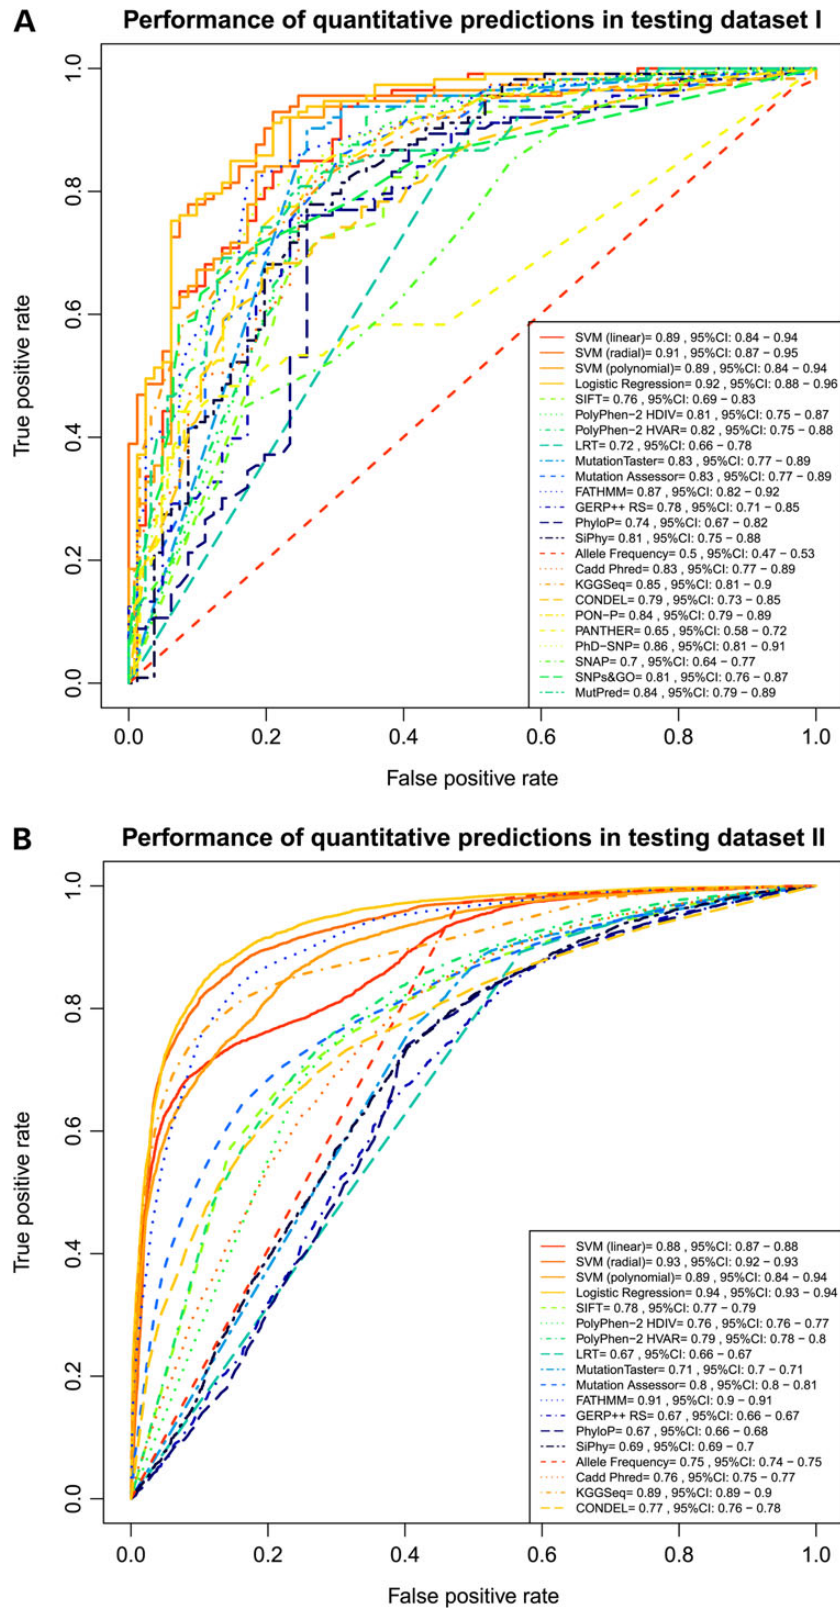 A
Performance of quantitative predictions in testing dataset I
True positive rate
1.0
0.8
0.6
0.4
0.2
0.0
SVM (linear)= 0.89 , 95%CI: 0.84 − 0.94
SVM (radial)= 0.91 , 95%CI: 0.87 − 0.95
SVM (polynomial)= 0.89 , 95%CI: 0.84 − 0.94
Logistic Regression= 0.92 , 95%CI: 0.88 − 0.96
SIFT= 0.76 , 95%CI: 0.69 − 0.83
PolyPhen−2 HDIV= 0.81 , 95%CI: 0.75 − 0.87
PolyPhen−2 HVAR= 0.82 , 95%CI: 0.75 − 0.88
LRT= 0.72 , 95%CI: 0.66 − 0.78
MutationTaster= 0.83 , 95%CI: 0.77 − 0.89
Mutation Assessor= 0.83 , 95%CI: 0.77 − 0.89
FATHMM= 0.87 , 95%CI: 0.82 − 0.92
GERP++ RS= 0.78 , 95%CI: 0.71 − 0.85
PhyloP= 0.74 , 95%CI: 0.67 − 0.82
SiPhy= 0.81 , 95%CI: 0.75 − 0.88
Allele Frequency= 0.5 , 95%CI: 0.47 − 0.53
Cadd Phred= 0.83 , 95%CI: 0.77 − 0.89
KGGSeq= 0.85 , 95%CI: 0.81 − 0.9
CONDEL= 0.79 , 95%CI: 0.73 − 0.85
PON−P= 0.84 , 95%CI: 0.79 − 0.89
PANTHER= 0.65 , 95%CI: 0.58 − 0.72
PhD−SNP= 0.86 , 95%CI: 0.81 − 0.91
SNAP= 0.7 , 95%CI: 0.64 − 0.77
SNPs&GO= 0.81 , 95%CI: 0.76 − 0.87
MutPred= 0.84 , 95%CI: 0.79 − 0.89
0.0 0.2 0.4 0.6 0.8 1.0
False positive rate
B
Performance of quantitative predictions in testing dataset II
True positive rate
1.0
0.8
0.6
0.4
0.2
0.0
SVM (linear)= 0.88 , 95%CI: 0.87 − 0.88
SVM (radial)= 0.93 , 95%CI: 0.92 − 0.93
SVM (polynomial)= 0.89 , 95%CI: 0.84 − 0.94
Logistic Regression= 0.94 , 95%CI: 0.93 − 0.94
SIFT= 0.78 , 95%CI: 0.77 − 0.79
PolyPhen−2 HDIV= 0.76 , 95%CI: 0.76 − 0.77
PolyPhen−2 HVAR= 0.79 , 95%CI: 0.78 − 0.8
LRT= 0.67 , 95%CI: 0.66 − 0.67
MutationTaster= 0.71 , 95%CI: 0.7 − 0.71
Mutation Assessor= 0.8 , 95%CI: 0.8 − 0.81
FATHMM= 0.91 , 95%CI: 0.9 − 0.91
GERP++ RS= 0.67 , 95%CI: 0.66 − 0.67
PhyloP= 0.67 , 95%CI: 0.66 − 0.68
SiPhy= 0.69 , 95%CI: 0.69 − 0.7
Allele Frequency= 0.75 , 95%CI: 0.74 − 0.75
Cadd Phred= 0.76 , 95%CI: 0.75 − 0.77
KGGSeq= 0.89 , 95%CI: 0.89 − 0.9
CONDEL= 0.77 , 95%CI: 0.76 − 0.78
0.0 0.2 0.4 0.6 0.8 1.0
False positive rate